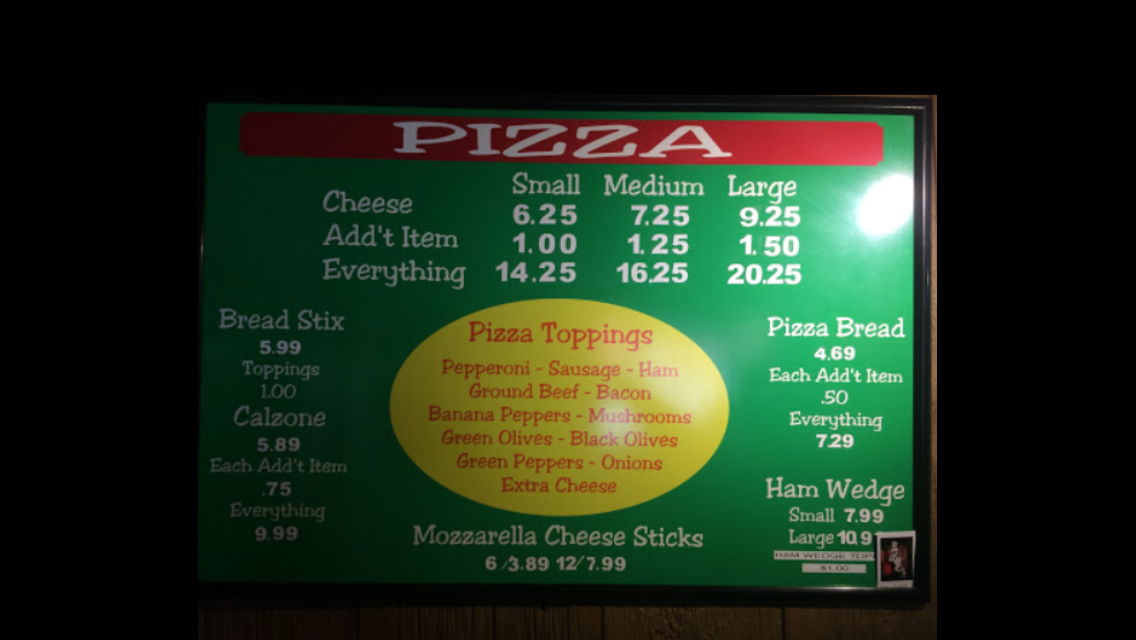 PIZZA
Small Medium Large
Cheese 6.25 7.25 9.25
Add't Item 1.00 1.25 1.50
Everything 14.25 16.25 20.25
Bread Stix
5.99
Toppings
1.00
Calzone
5.89
Each Add't Item
.75
Everything
9.99
Pizza Toppings
Pepperoni - Sausage - Ham
Ground Beef - Bacon
Banana Peppers - Mushrooms
Green Olives - Black Olives
Green Peppers - Onions
Extra Cheese
Mozzarella Cheese Sticks
6/3.89 12/7.99
Pizza Bread
4.69
Each Add't Item
.50
Everything
7.29
Ham Wedge
Small 7.99
Large
HAM WEDGE
$1.00